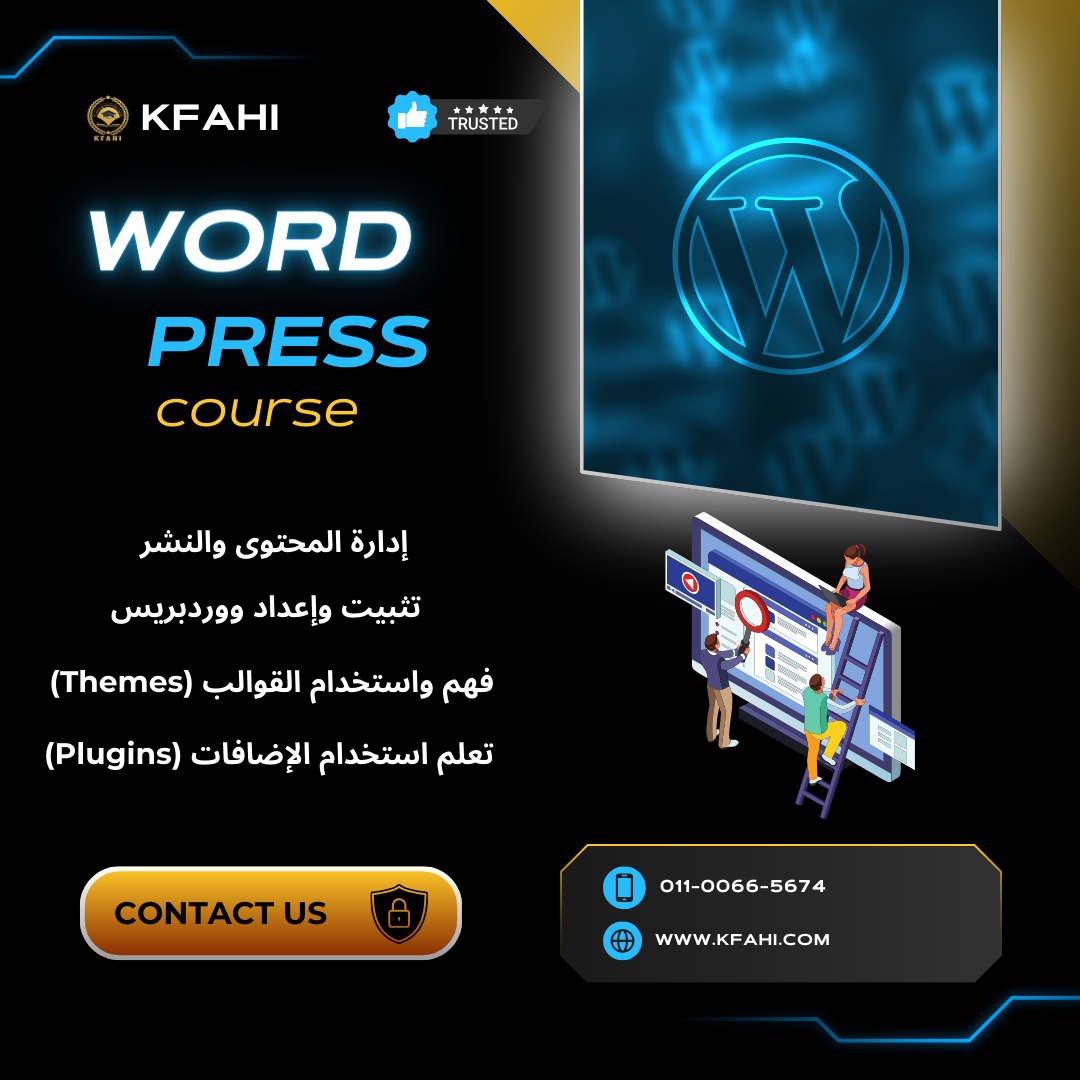 KFAHI
KFAHI
TRUSTED
WORD
PRESS
course
إدارة المحتوى والنشر
تثبيت وإعداد ووردبريس
فهم واستخدام القوالب (Themes)
تعلم استخدام الإضافات (Plugins)
CONTACT US
011-0066-5674
WWW.KFAHI.COM